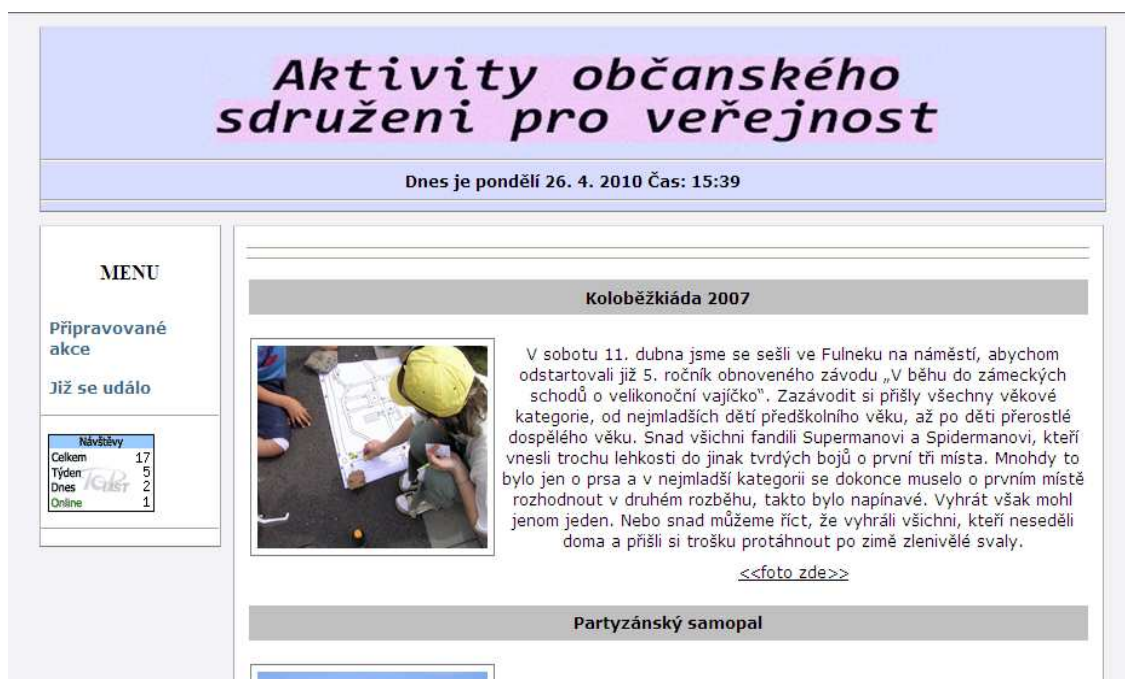 Aktivity občanského
sdruženi pro veřejnost
Dnes je pondělí 26. 4. 2010 Čas: 15:39
MENU
Připravované
akce
Již se událo
Návštěvy
Celkem 17
Týden 5
Dnes 2
Online 1
Koloběžkiáda 2007
V sobotu 11. dubna jsme se sešli ve Fulneku na náměstí, abychom
odstartovali již 5. ročník obnoveného závodu „V běhu do zámeckých
schodů o velikonoční vajíčko“. Zazávodit si přišly všechny věkové
kategorie, od nejmladších dětí předškolního věku, až po děti přerostlé
dospělého věku. Snad všichni fandili Supermanovi a Spidermanovi, kteří
vnesli trochu lehkosti do jinak tvrdých bojů o první tři místa. Mnohdy to
bylo jen o prsa a v nejmladší kategorii se dokonce muselo o prvním místě
rozhodnout v druhém rozběhu, takto bylo napínavé. Vyhrát však mohl
jenom jeden. Nebo snad můžeme říct, že vyhráli všichni, kteří neseděli
doma a přišli si trošku protáhnout po zimě zlenivělé svaly.
<<foto zde>>
Partyzánský samopal